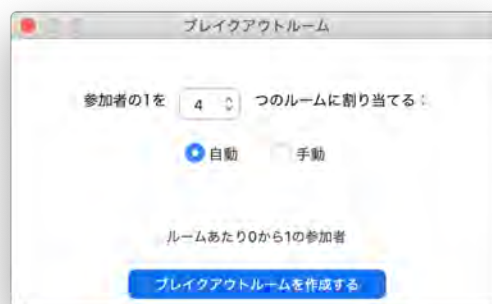 ブレイクアウトルーム
参加者の1を 4 つのルームに割り当てる：
自動 手動
ルームあたり0から1の参加者
ブレイクアウトルームを作成する